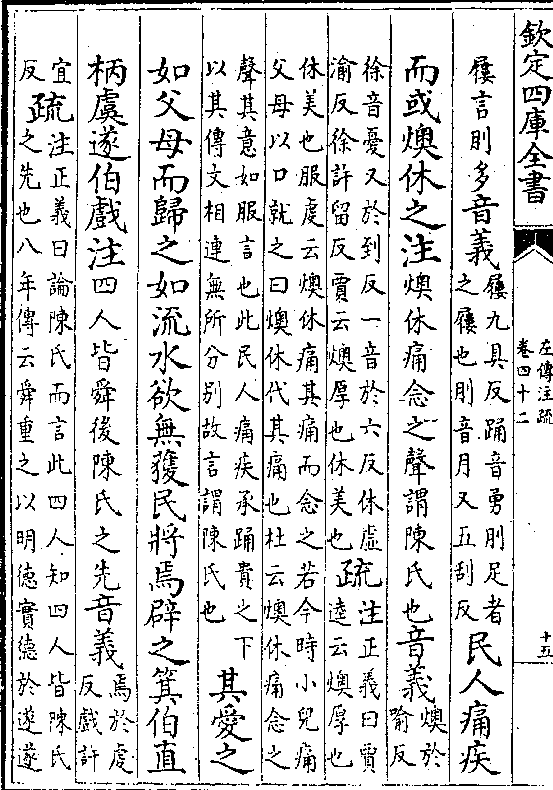 欽定四庫全書
左傳注疏
卷四十二
十五
屨言則多音義屨九具反踊音勇刖足者
之屨也刖音月又五刮反民人痛疾
而或燠休之注燠休痛念之聲謂陳氏也音義燠於
喻反
徐音憂又於到反一音於六反休虛
渝反徐許留反賈云燠厚也休美也疏注正義曰賈
逵云燠厚也
休美也服虔云燠休痛其痛而念之若今時小兒痛
父母以口就之曰燠休代其痛也杜云燠休痛念之
聲其意如服言也此民人痛疾承踊貴之下
以其傳文相連無所分别故言謂陳氏也其愛之
如父母而歸之如流水欲無獲民將焉辟之箕伯直
柄虞遂伯戲注四人皆舜後陳氏之先音義焉於虔
反戲許
宜
反疏注正義曰論陳氏而言此四人知四人皆陳氏
之先也八年傳云舜重之以明德寘德於遂遂